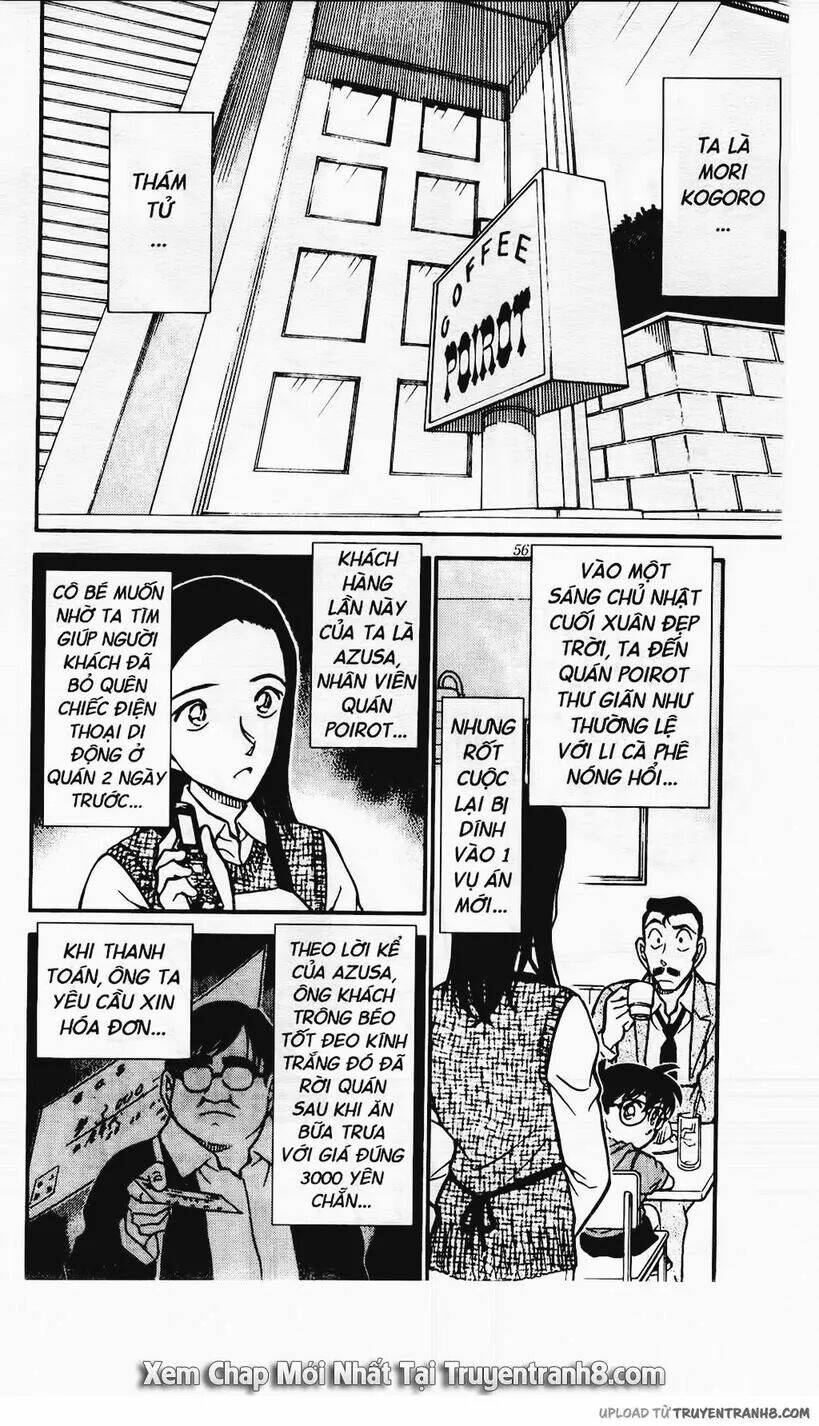 TA LÀ
MORI
KOGORO
...
THÁM
TỬ
...
COFFEE
POIROT
56
VÀO MỘT
SÁNG CHỦ NHẬT
CUỐI XUÂN ĐẸP
TRỜI, TA ĐẾN
QUÁN POIROT
THƯ GIÃN NHƯ
THƯỜNG LỆ
VỚI LI CÀ PHÊ
NÓNG HỔI...
NHƯNG
RỐT
CUỘC
LẠI BỊ
DÍNH
VÀO 1
VỤ ÁN
MỚI...
KHÁCH
HÀNG
LẦN NÀY
CỦA TA LÀ
AZUSA,
NHÂN VIÊN
QUÁN
POIROT...
CÔ BÉ MUỐN
NHỜ TA TÌM
GIÚP NGƯỜI
KHÁCH ĐÃ
BỎ QUÊN
CHIẾC ĐIỆN
THOẠI DI
ĐỘNG Ở
QUÁN 2 NGÀY
TRƯỚC...
THEO LỜI KỂ
CỦA AZUSA,
ÔNG KHÁCH
TRÔNG BÉO
TỐT ĐEO KÍNH
TRẮNG ĐÓ ĐÃ
RỜI QUÁN
SAU KHI ĂN
BỮA TRƯA
VỚI GIÁ ĐÚNG
3000 YÊN
CHẴN...
KHI THANH
TOÁN, ÔNG TA
YÊU CẦU XIN
HÓA ĐƠN...
Xem Chap Mới Nhất Tại Truyentranh8.com
UPLOAD TỪ TRUYENTRANH8.COM